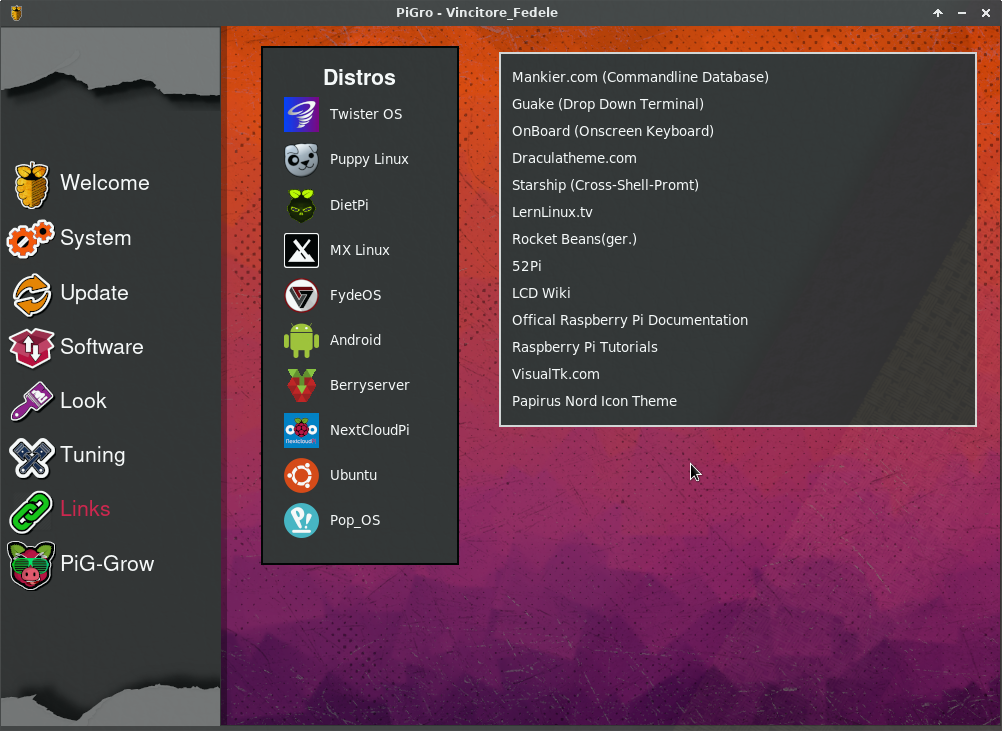 PiGro - Vincitore_Fedele
Welcome
System
Update
Software
Look
Tuning
Links
PiG-Grow
Distros
Twister OS
Puppy Linux
DietPi
MX Linux
FydeOS
Android
Berryserver
nextcloudpi
NextCloudPi
Ubuntu
Pop_OS
Mankier.com (Commandline Database)
Guake (Drop Down Terminal)
OnBoard (Onscreen Keyboard)
Draculatheme.com
Starship (Cross-Shell-Promt)
LernLinux.tv
Rocket Beans(ger.)
52Pi
LCD Wiki
Offical Raspberry Pi Documentation
Raspberry Pi Tutorials
VisualTk.com
Papirus Nord Icon Theme